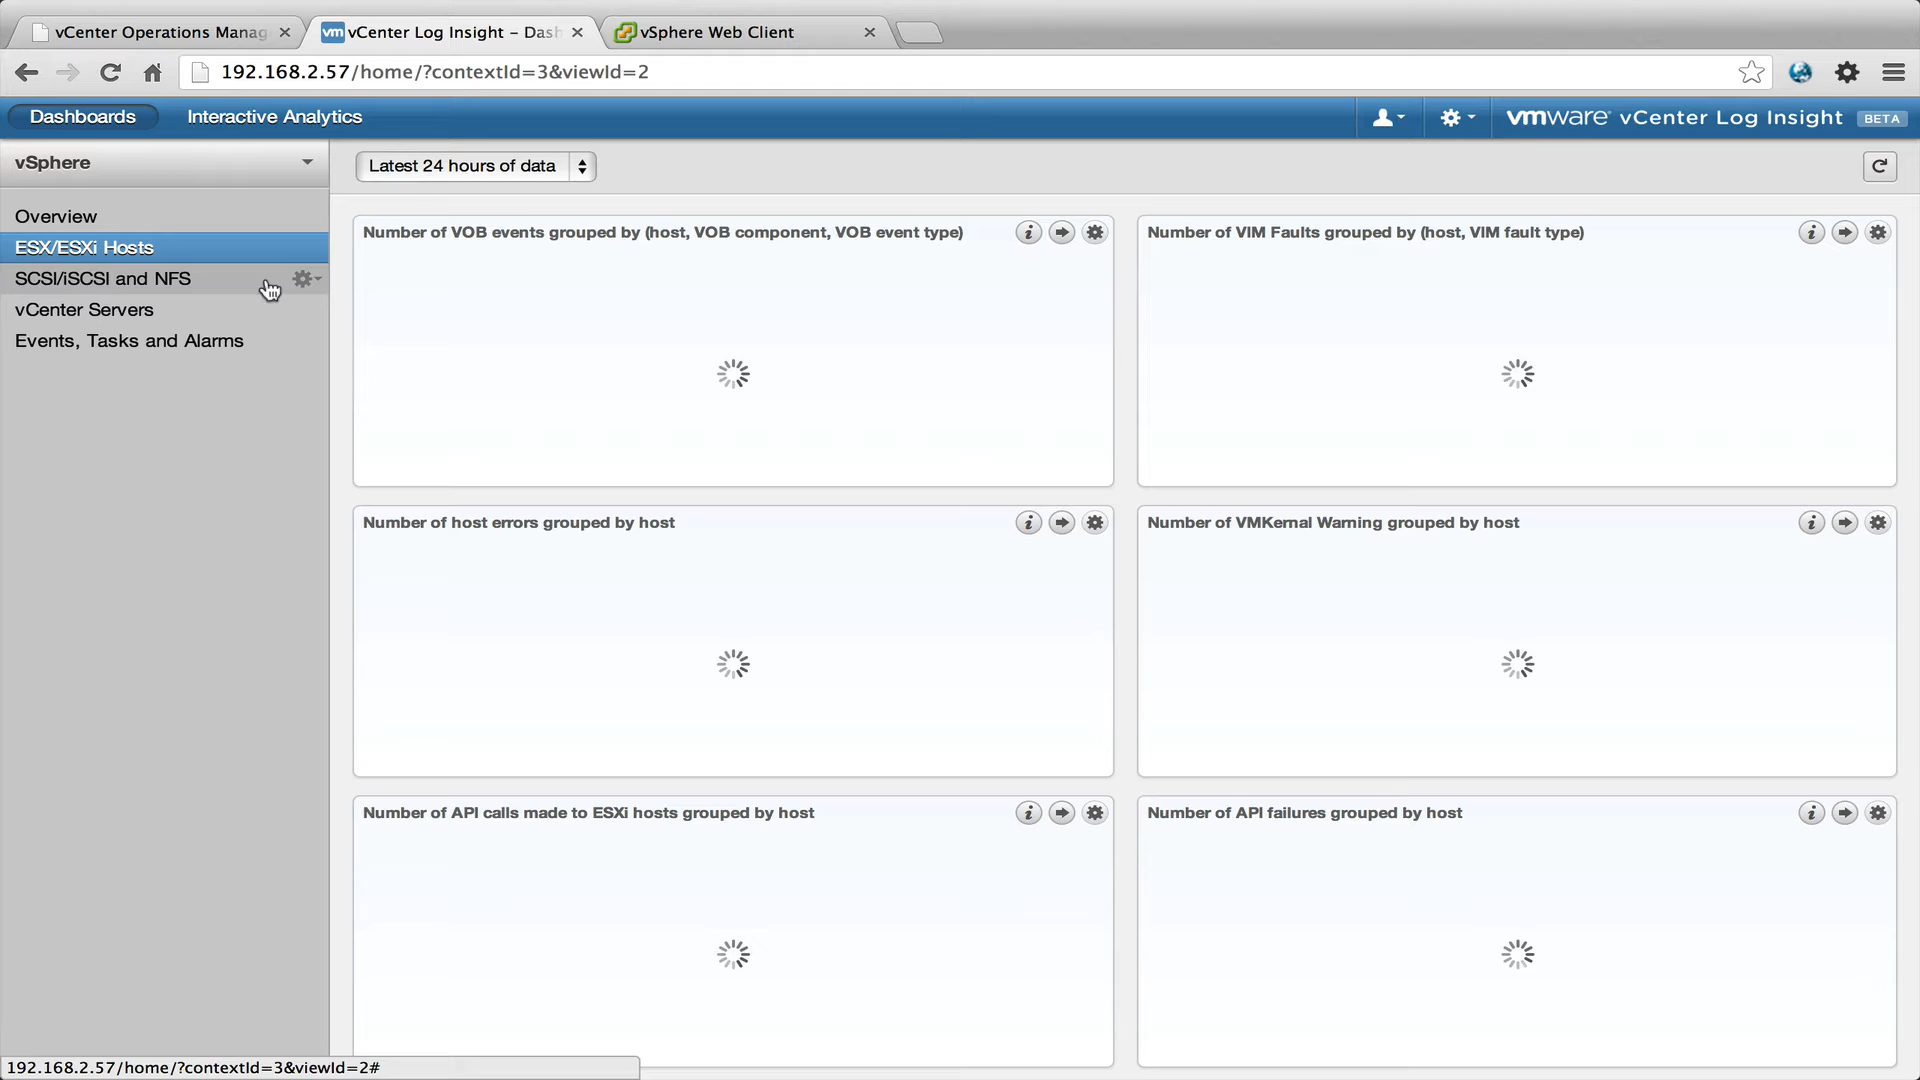 vCenter Operations Manag
vCenter Log Insight – Dash
vSphere Web Client
192.168.2.57/home/?contextId=3&viewId=2
Dashboards
Interactive Analytics
vmware® vCenter Log Insight BETA
vSphere
Latest 24 hours of data
Overview
ESX/ESXi Hosts
SCSI/iSCSI and NFS
vCenter Servers
Events, Tasks and Alarms
Number of VOB events grouped by (host, VOB component, VOB event type)
Number of VIM Faults grouped by (host, VIM fault type)
Number of host errors grouped by host
Number of VMKernal Warning grouped by host
Number of API calls made to ESXi hosts grouped by host
Number of API failures grouped by host
192.168.2.57/home/?contextId=3&viewId=2#